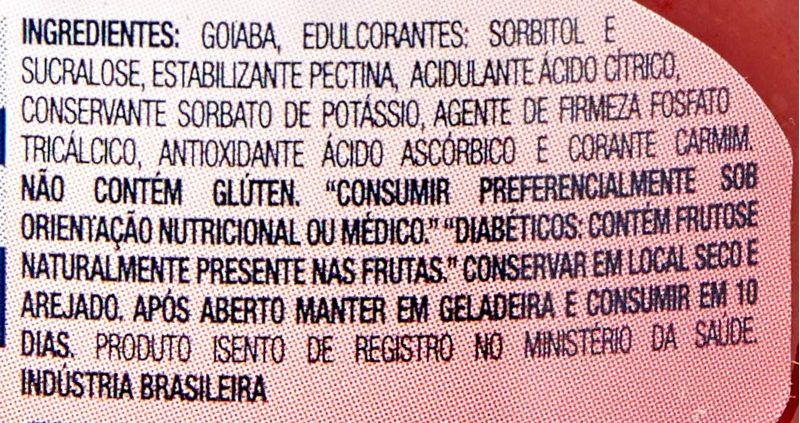 INGREDIENTES: GOIABA, EDULCORANTES: SORBITOL E
SUCRALOSE, ESTABILIZANTE PECTINA, ACIDULANTE ÁCIDO CÍTRICO,
CONSERVANTE SORBATO DE POTÁSSIO, AGENTE DE FIRMEZA FOSFATO
TRICÁLCICO, ANTIOXIDANTE ÁCIDO ASCÓRBICO E CORANTE CARMIM.
NÃO CONTÉM GLÚTEN. “CONSUMIR PREFERENCIALMENTE SOB
ORIENTAÇÃO NUTRICIONAL OU MÉDICO.” “DIABÉTICOS: CONTÉM FRUTOSE
NATURALMENTE PRESENTE NAS FRUTAS.” CONSERVAR EM LOCAL SECO E
AREJADO. APÓS ABERTO MANTER EM GELADEIRA E CONSUMIR EM 10
DIAS. PRODUTO ISENTO DE REGISTRO NO MINISTÉRIO DA SAÚDE.
INDÚSTRIA BRASILEIRA